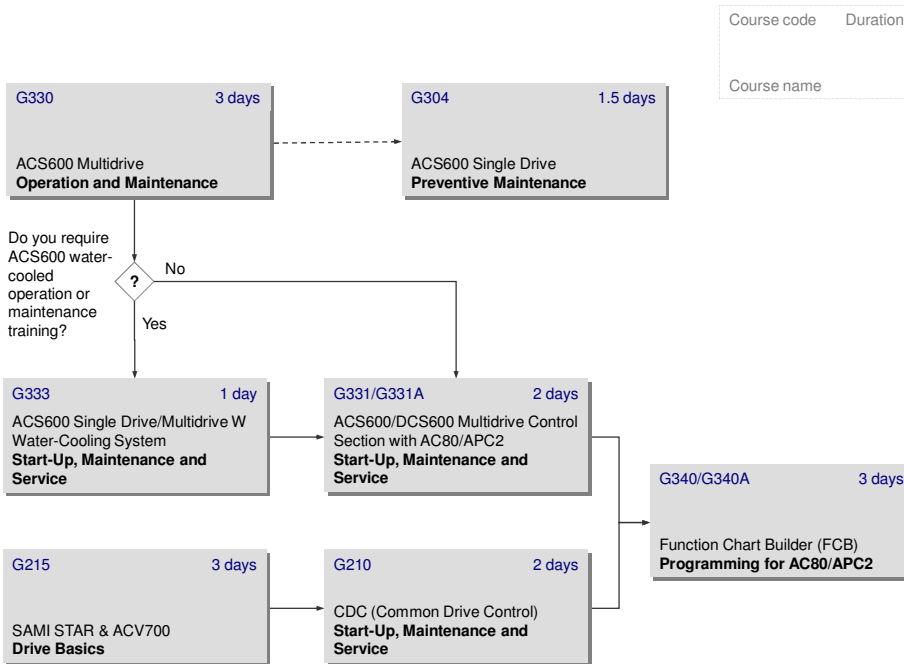 Course code Duration
Course name
G330 3 days
ACS600 Multidrive
Operation and Maintenance
G304 1.5 days
ACS600 Single Drive
Preventive Maintenance
Do you require
ACS600 water-
cooled
operation or
maintenance
training?
?
No
Yes
G333 1 day
ACS600 Single Drive/Multidrive W
Water-Cooling System
Start-Up, Maintenance and
Service
G331/G331A 2 days
ACS600/DCS600 Multidrive Control
Section with AC80/APC2
Start-Up, Maintenance and
Service
G340/G340A 3 days
Function Chart Builder (FCB)
Programming for AC80/APC2
G215 3 days
SAMI STAR & ACV700
Drive Basics
G210 2 days
CDC (Common Drive Control)
Start-Up, Maintenance and
Service